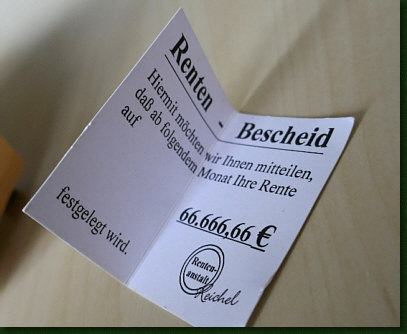 Renten - Bescheid
Hiermit möchten wir Ihnen mitteilen,
daß ab folgendem Monat Ihre Rente
auf
66.666,66 €
festgelegt wird.
Renten-
anstalt
Reichel